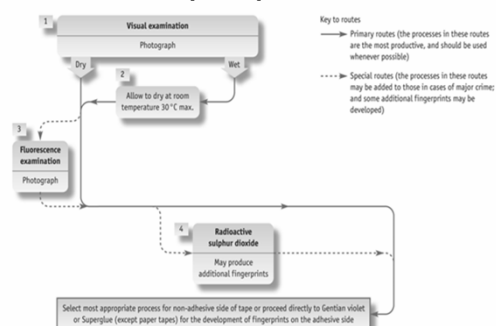 1
Visual examination
Photograph
Dry
Wet
2
Allow to dry at room
temperature 30°C max.
3
Fluorescence
examination
Photograph
4
Radioactive
sulphur dioxide
May produce
additional fingerprints
Select most appropriate process for non-adhesive side of tape or proceed directly to Gentian violet
or Superglue (except paper tapes) for the development of fingerprints on the adhesive side
Key to routes
Primary routes (the processes in these routes
are the most productive, and should be used
whenever possible)
Special routes (the processes in these routes
may be added to those in cases of major crime;
and some additional fingerprints may be
developed)